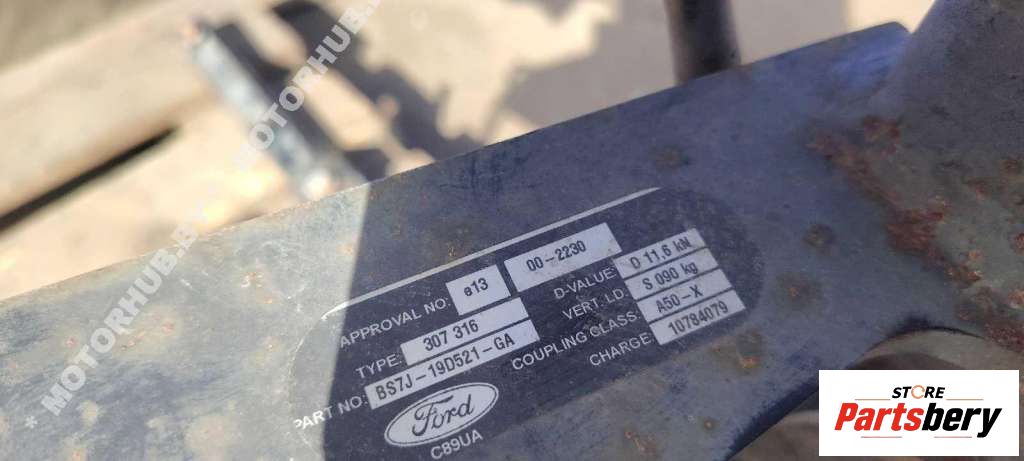 * MOTORHUB.B
MOTORHUB.
APPROVAL NO: e13 00-2230
TYPE: 307 316
PART NO: BS7J-19D521-GA
D-VALUE: D 11,6 kN
VERT. LD: S 090 kg
COUPLING CLASS: A50-X
CHARGE: 10784079
Ford
C89UA
STORE
Partsbery